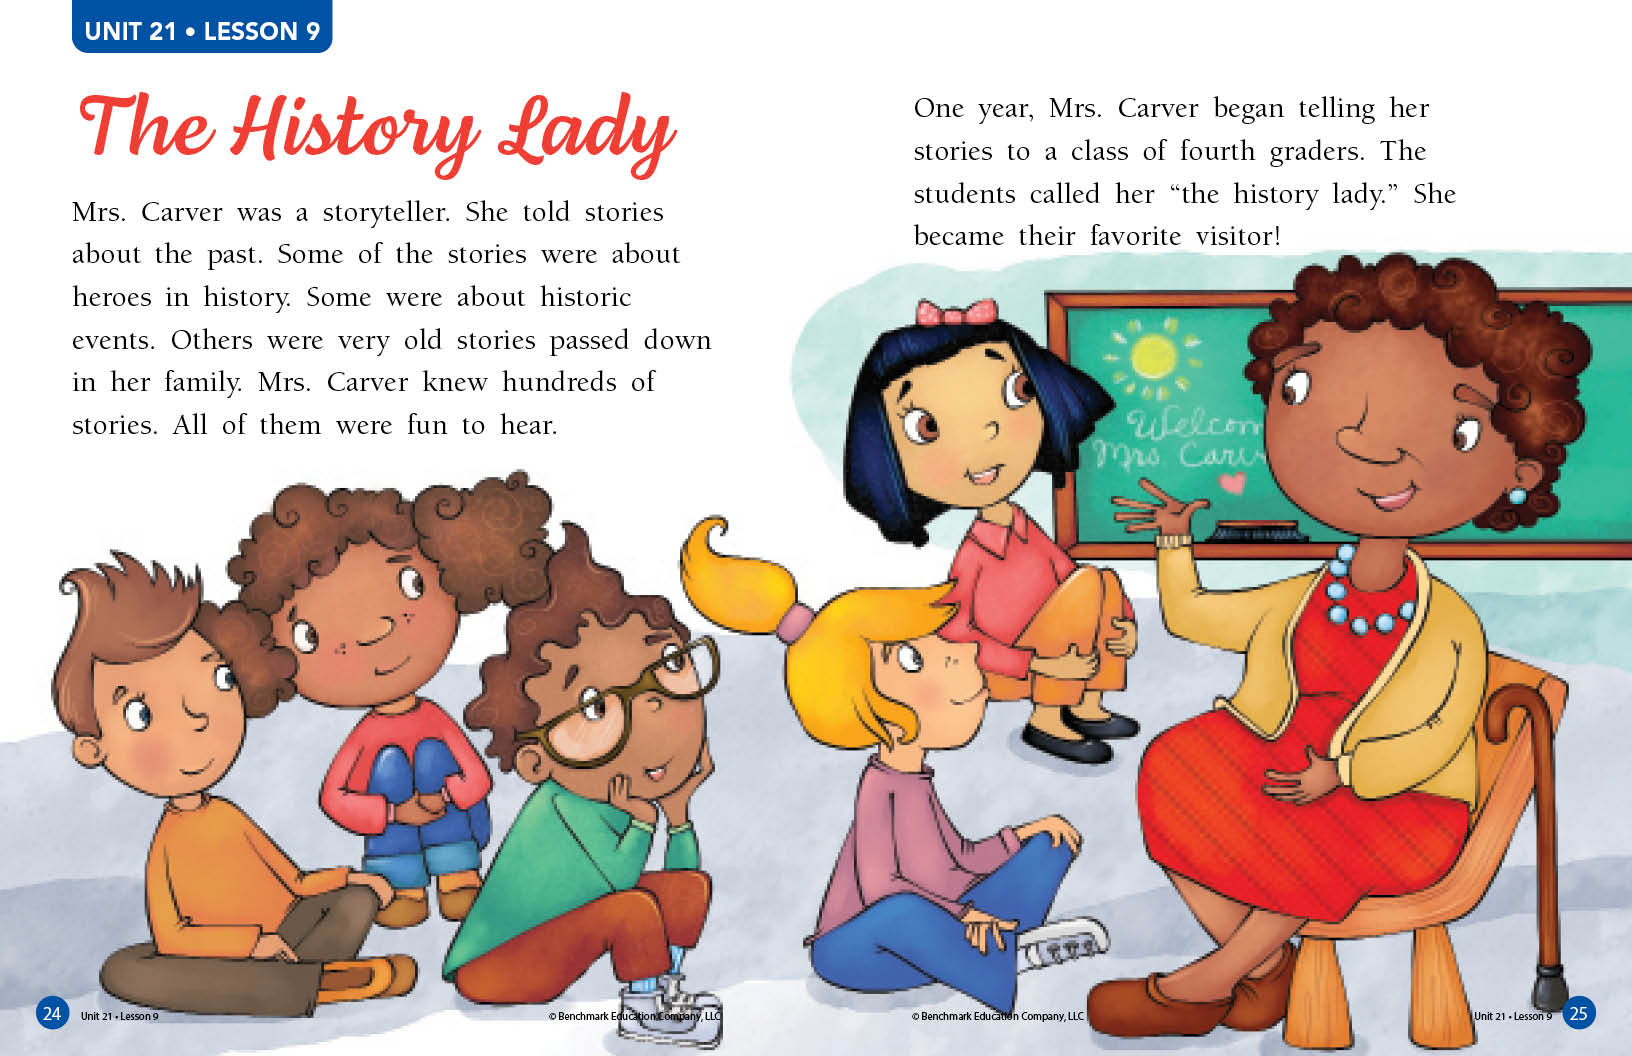 UNIT 21 • LESSON 9
The History Lady
Mrs. Carver was a storyteller. She told stories
about the past. Some of the stories were about
heroes in history. Some were about historic
events. Others were very old stories passed down
in her family. Mrs. Carver knew hundreds of
stories. All of them were fun to hear.
24 Unit 21 • Lesson 9
© Benchmark Education Company, LLC
One year, Mrs. Carver began telling her
stories to a class of fourth graders. The
students called her “the history lady.” She
became their favorite visitor!
Welcom
Mrs. Carv
© Benchmark Education Company, LLC
Unit 21 • Lesson 9 25